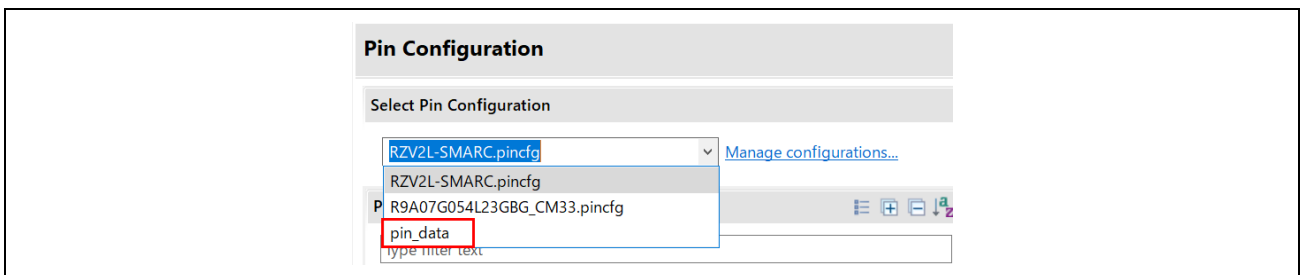 Pin Configuration
Select Pin Configuration
RZV2L-SMARC.pincfg Manage configurations...
RZV2L-SMARC.pincfg
R9A07G054L23GBG_CM33.pincfg
pin_data